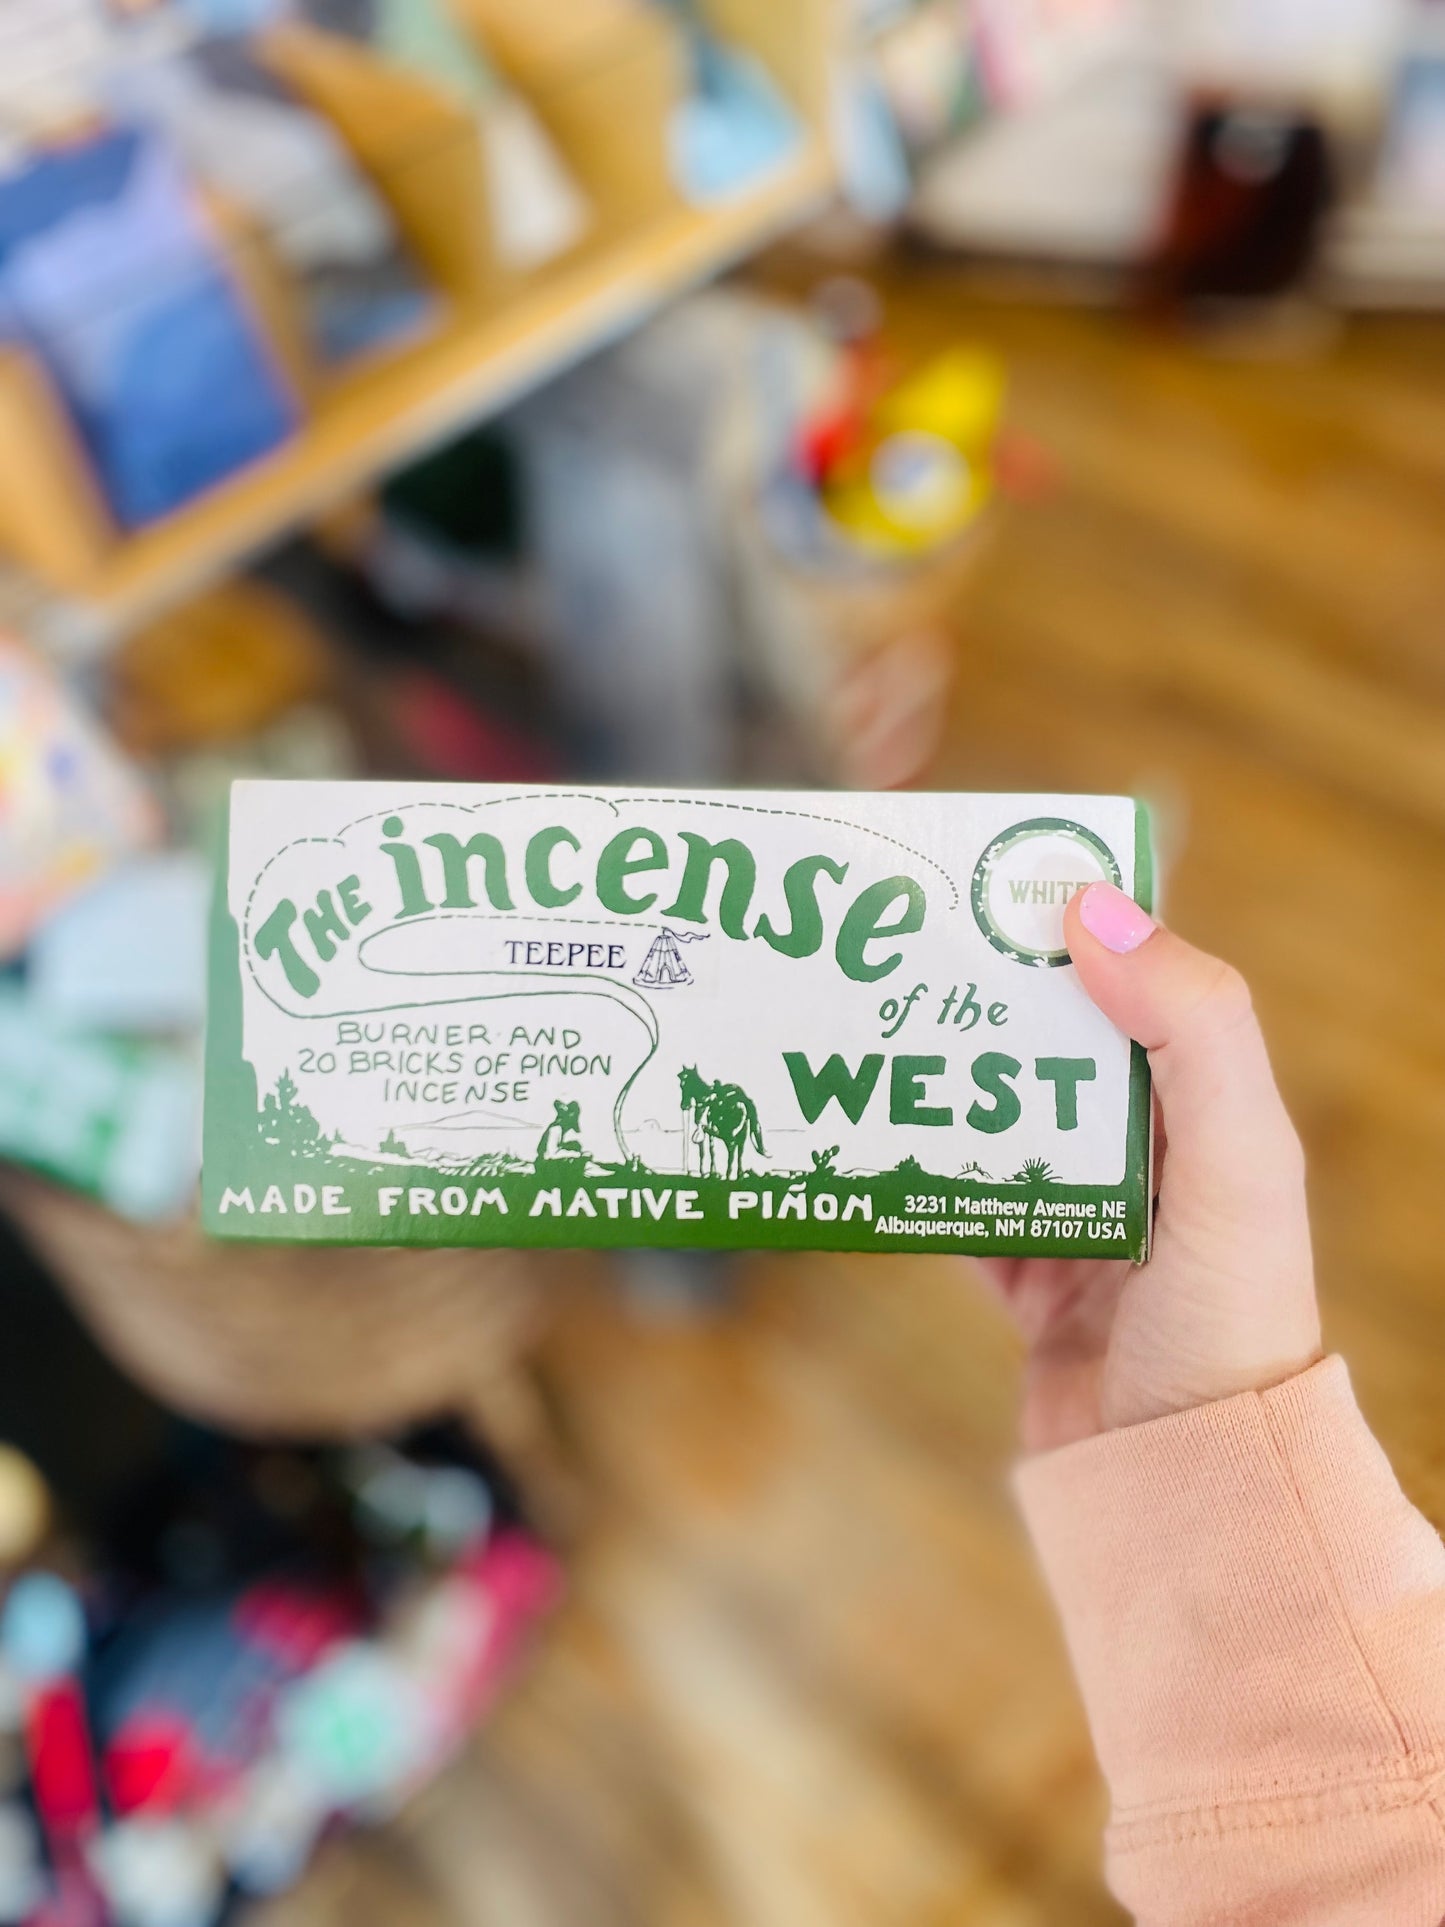 THE incense
of the
WEST
WHITE
TEEPEE
BURNER AND
20 BRICKS OF PINON
INCENSE
MADE FROM NATIVE PIÑON
3231 Matthew Avenue NE
Albuquerque, NM 87107 USA